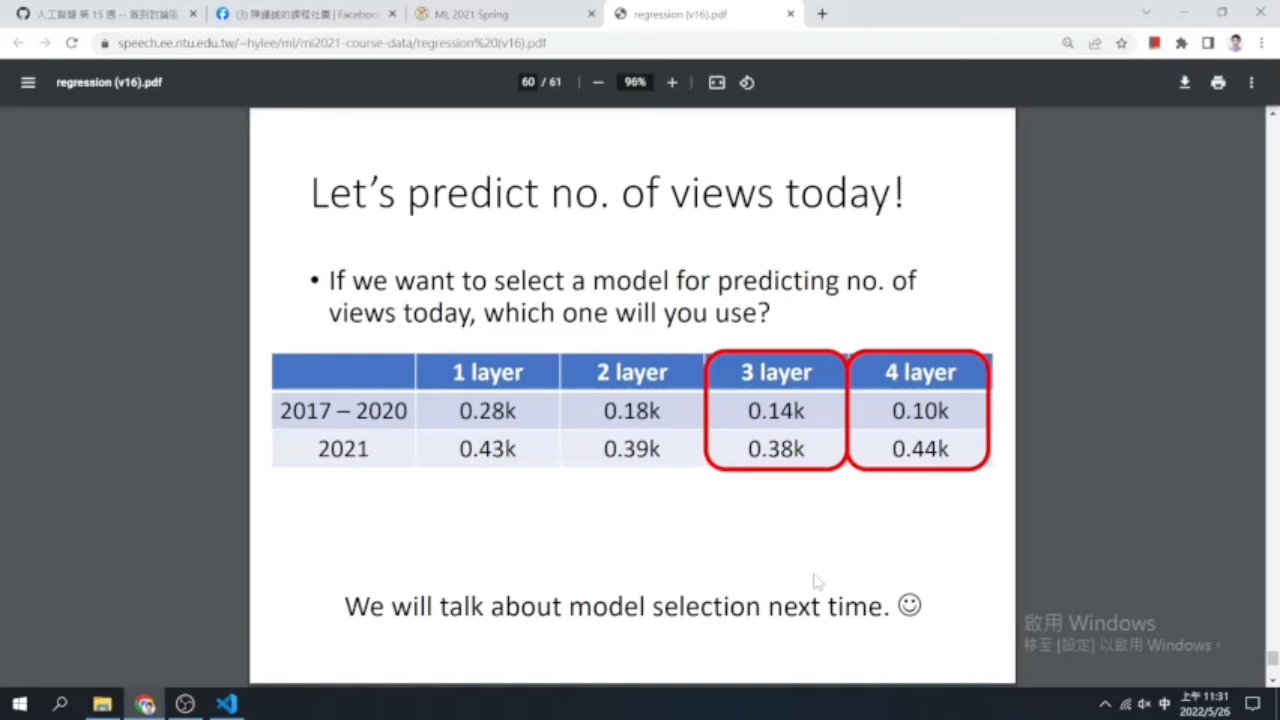 人工智慧 第 15 週 -- 簽到討論區
(3) 陳鍾誠的課程社團 | Facebook
ML 2021 Spring
regression (v16).pdf
speech.ee.ntu.edu.tw/~hylee/ml/ml2021-course-data/regression%20(v16).pdf
regression (v16).pdf
60 / 61
96%
Let's predict no. of views today!
• If we want to select a model for predicting no. of
views today, which one will you use?
1 layer 2 layer 3 layer 4 layer
2017 – 2020 0.28k 0.18k 0.14k 0.10k
2021 0.43k 0.39k 0.38k 0.44k
We will talk about model selection next time. ☺
啟用 Windows
移至 [設定] 以啟用 Windows。
中
上午 11:31
2022/5/26